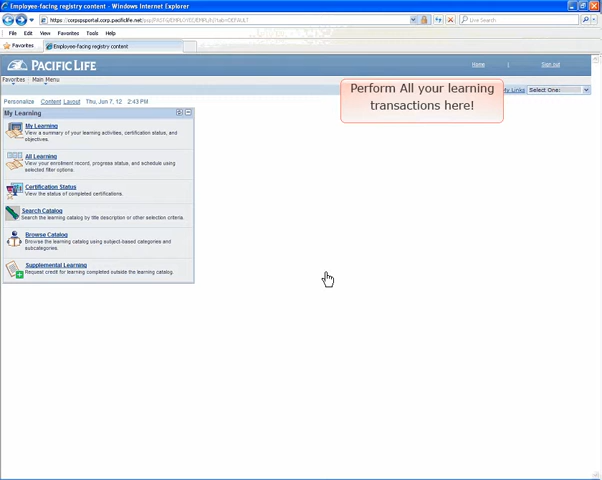 Employee-facing registry content - Windows Internet Explorer
Live Search
File Edit View Favorites Tools Help
Favorites Employee-facing registry content
PACIFIC LIFE Home | Sign out
Favorites Main Menu
Perform All your learning
transactions here!
My Links Select One:
Personalize Content Layout Thu, Jun 7, 12 2:43 PM
My Learning
My Learning
View a summary of your learning activities, certification status, and
objectives.
All Learning
View your enrollment record, progress status, and schedule using
selected filter options.
Certification Status
View the status of completed certifications.
Search Catalog
Search the learning catalog by title description or other selection criteria.
Browse Catalog
Browse the learning catalog using subject-based categories and
subcategories.
Supplemental Learning
Request credit for learning completed outside the learning catalog.